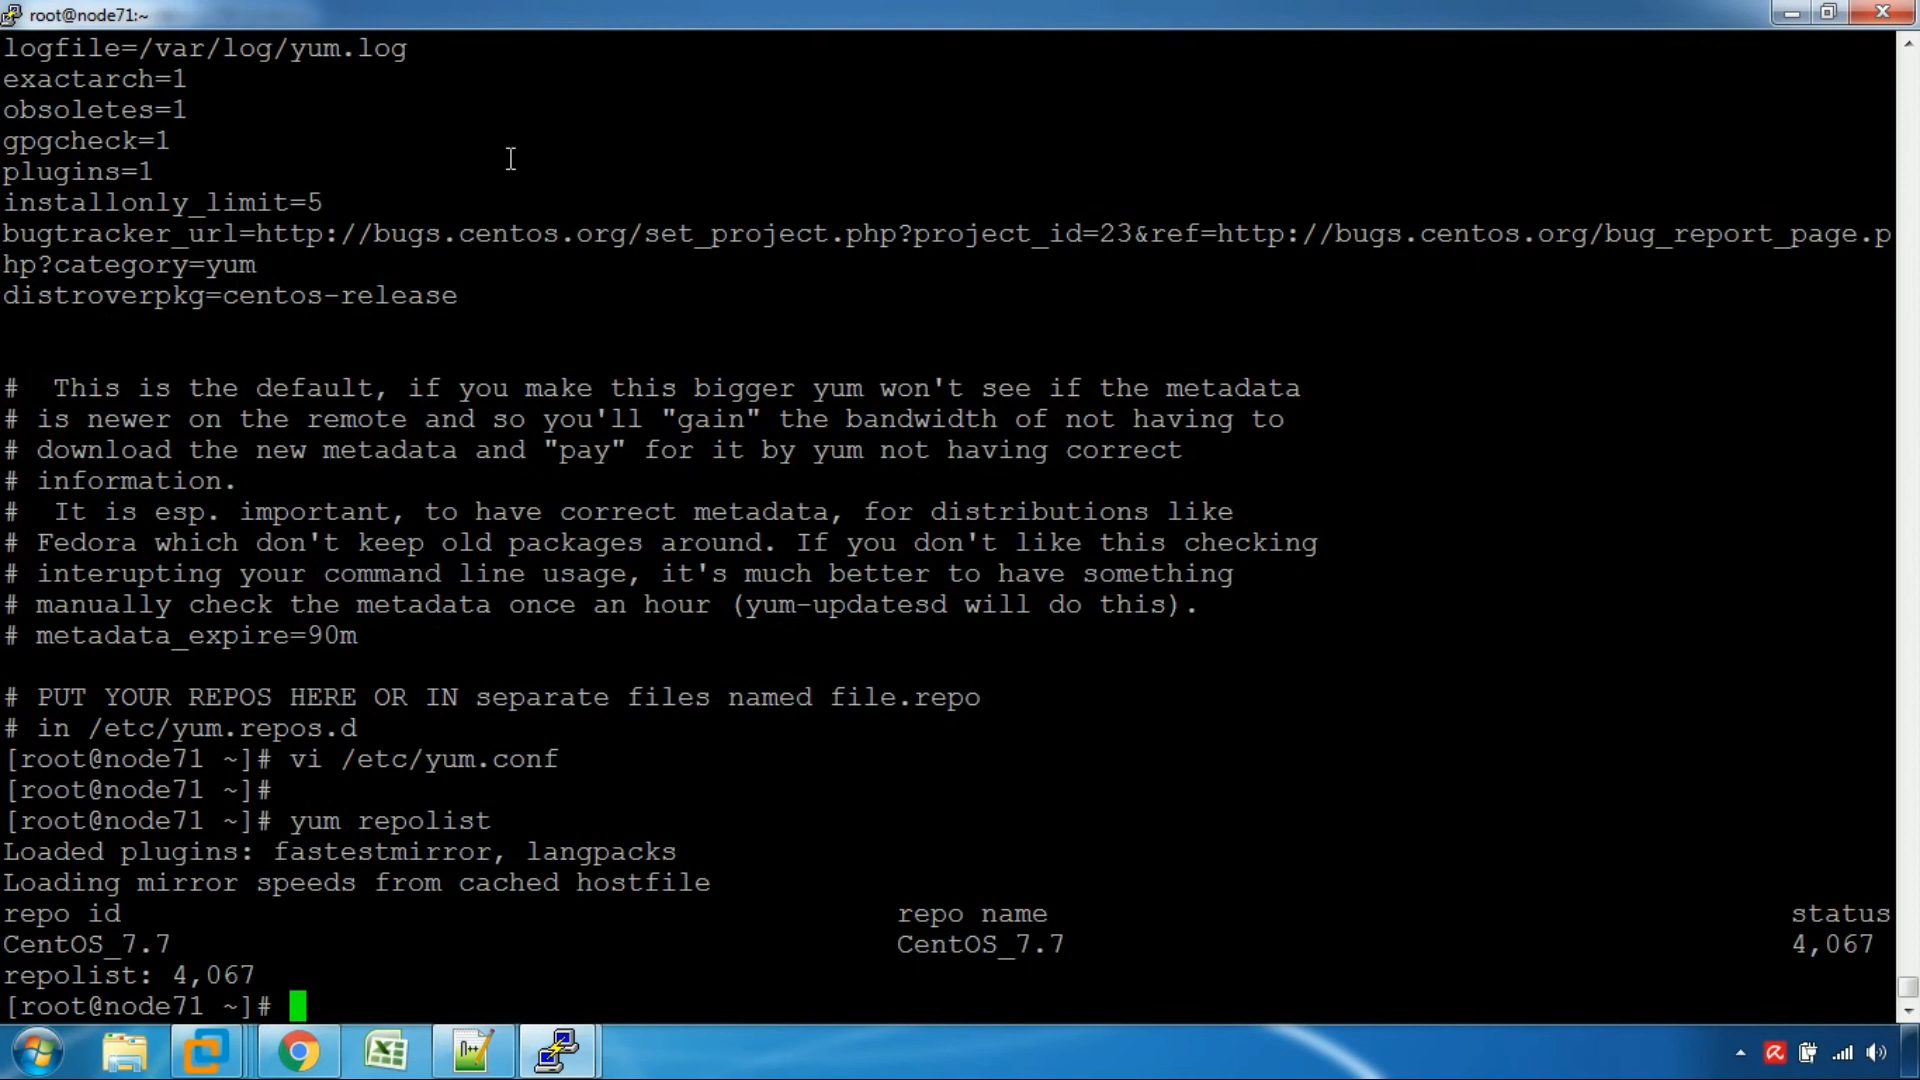 root@node71:~
logfile=/var/log/yum.log
exactarch=1
obsoletes=1
gpgcheck=1
plugins=1
installonly_limit=5
bugtracker_url=http://bugs.centos.org/set_project.php?project_id=23&ref=http://bugs.centos.org/bug_report_page.p
hp?category=yum
distroverpkg=centos-release
#  This is the default, if you make this bigger yum won't see if the metadata
# is newer on the remote and so you'll "gain" the bandwidth of not having to
# download the new metadata and "pay" for it by yum not having correct
# information.
#  It is esp. important, to have correct metadata, for distributions like
# Fedora which don't keep old packages around. If you don't like this checking
# interupting your command line usage, it's much better to have something
# manually check the metadata once an hour (yum-updatesd will do this).
# metadata_expire=90m
# PUT YOUR REPOS HERE OR IN separate files named file.repo
# in /etc/yum.repos.d
[root@node71 ~]# vi /etc/yum.conf
[root@node71 ~]#
[root@node71 ~]# yum repolist
Loaded plugins: fastestmirror, langpacks
Loading mirror speeds from cached hostfile
repo id repo name status
CentOS_7.7 CentOS_7.7 4,067
repolist: 4,067
[root@node71 ~]#